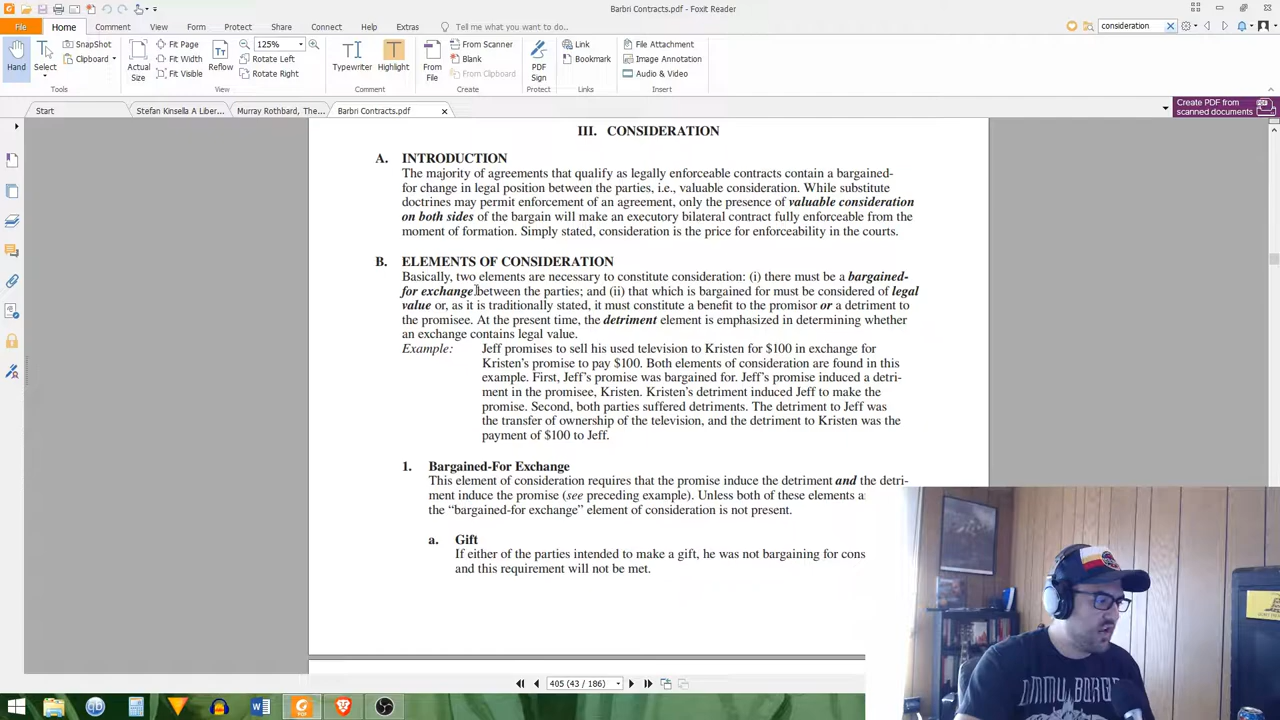 Barbri Contracts.pdf - Foxit Reader
File Home Comment View Form Protect Share Connect Help Extras Tell me what you want to do... consideration
Hand
Select
SnapShot
Clipboard
Actual
Size
Fit Page
Fit Width
Fit Visible
Reflow
125%
Rotate Left
Rotate Right
Typewriter
Highlight
From
File
From Scanner
Blank
From Clipboard
PDF
Sign
Link
Bookmark
File Attachment
Image Annotation
Audio & Video
Tools View Comment Create Protect Links Insert
Start Stefan Kinsella A Liber... Murray Rothbard, The... Barbri Contracts.pdf
Create PDF from
scanned documents
III. CONSIDERATION
A. INTRODUCTION
The majority of agreements that qualify as legally enforceable contracts contain a bargained-
for change in legal position between the parties, i.e., valuable consideration. While substitute
doctrines may permit enforcement of an agreement, only the presence of valuable consideration
on both sides of the bargain will make an executory bilateral contract fully enforceable from the
moment of formation. Simply stated, consideration is the price for enforceability in the courts.
B. ELEMENTS OF CONSIDERATION
Basically, two elements are necessary to constitute consideration: (i) there must be a bargained-
for exchange between the parties; and (ii) that which is bargained for must be considered of legal
value or, as it is traditionally stated, it must constitute a benefit to the promisor or a detriment to
the promisee. At the present time, the detriment element is emphasized in determining whether
an exchange contains legal value.
Example: Jeff promises to sell his used television to Kristen for $100 in exchange for
Kristen's promise to pay $100. Both elements of consideration are found in this
example. First, Jeff's promise was bargained for. Jeff's promise induced a detri-
ment in the promisee, Kristen. Kristen's detriment induced Jeff to make the
promise. Second, both parties suffered detriments. The detriment to Jeff was
the transfer of ownership of the television, and the detriment to Kristen was the
payment of $100 to Jeff.
1. Bargained-For Exchange
This element of consideration requires that the promise induce the detriment and the detri-
ment induce the promise (see preceding example). Unless both of these elements a
the "bargained-for exchange" element of consideration is not present.
a. Gift
If either of the parties intended to make a gift, he was not bargaining for cons
and this requirement will not be met.
405 (43 / 186)